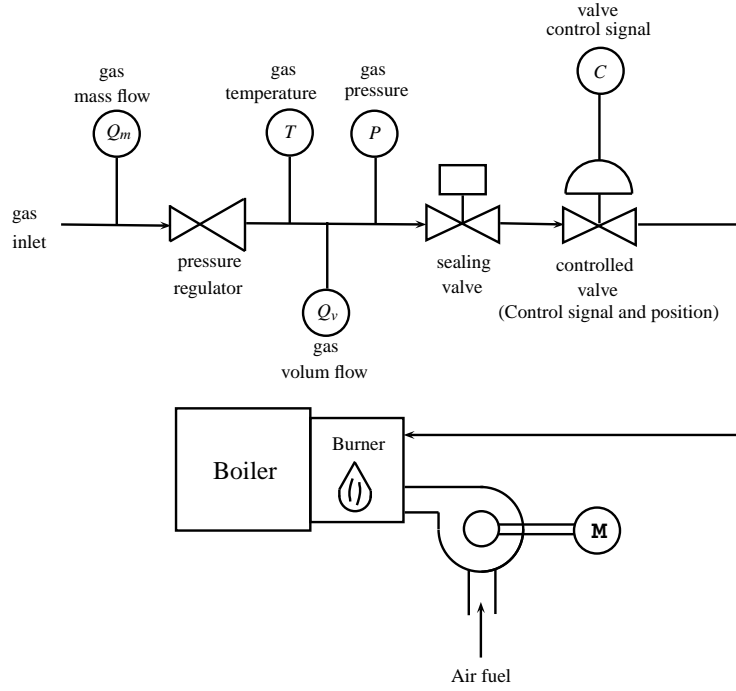 valve
control signal
C
gas
mass flow
gas
temperature
gas
pressure
Qm
T
P
gas
inlet
pressure
regulator
sealing
valve
controlled
valve
(Control signal and position)
Qv
gas
volum flow
Boiler
Burner
M
Air fuel